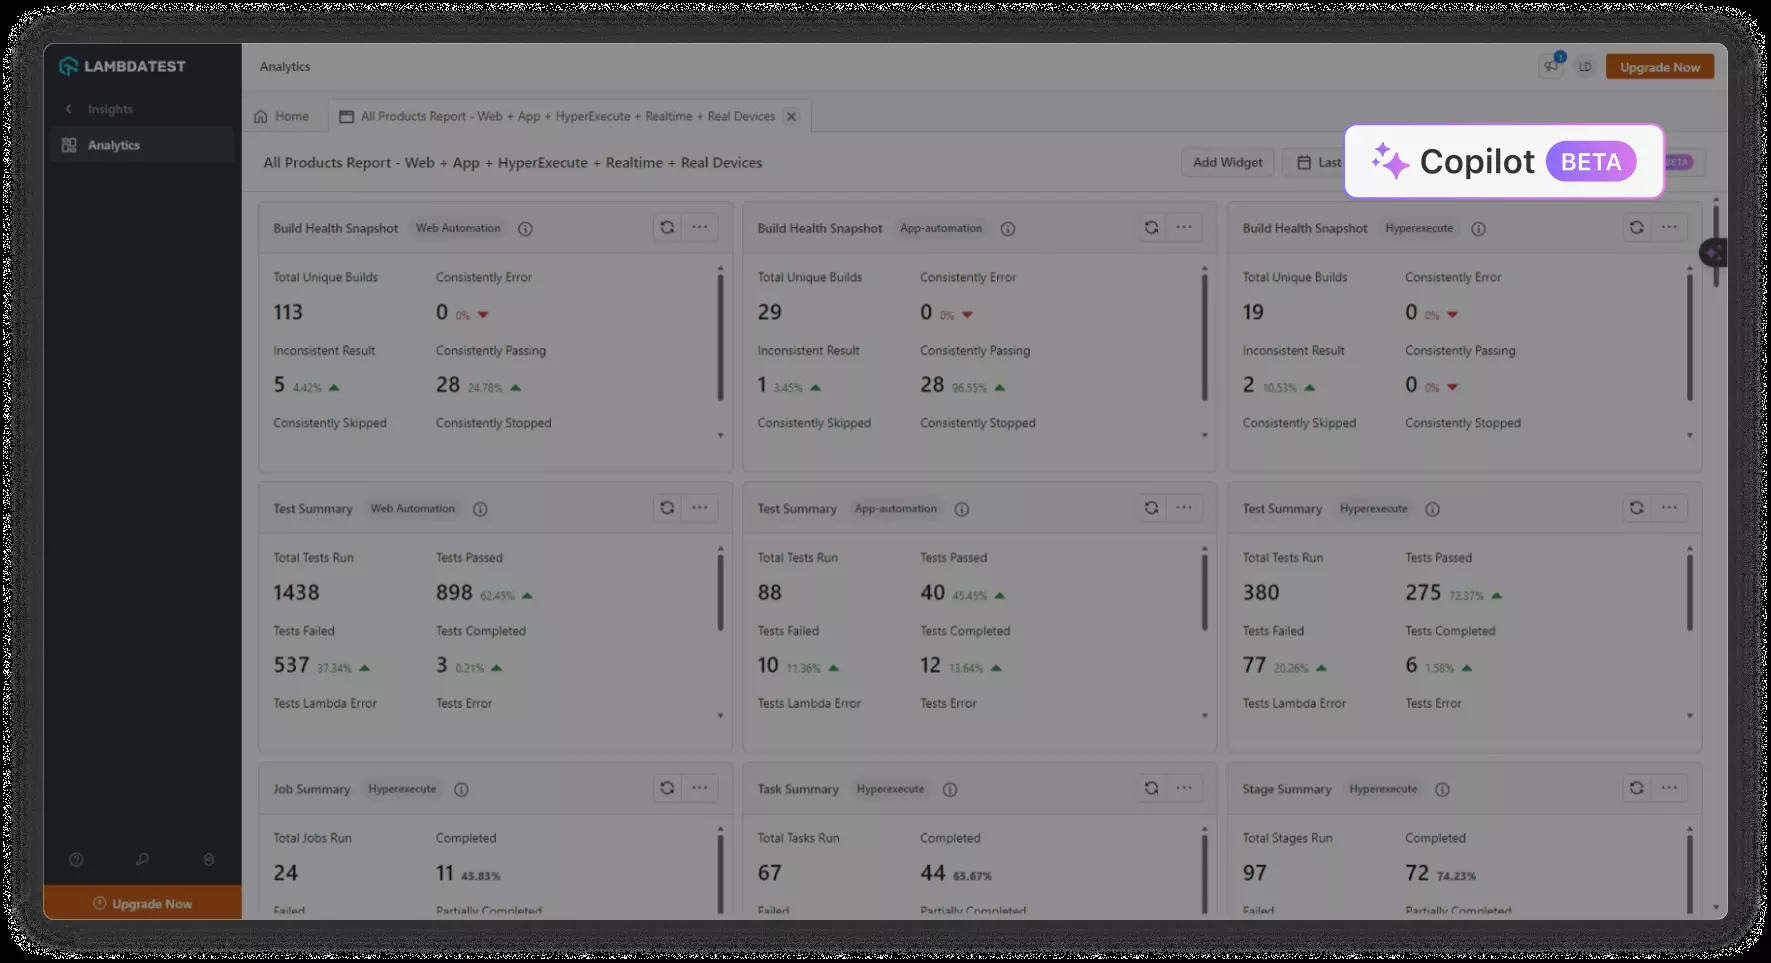 LAMBDATEST
Insights
Analytics
Upgrade Now
Analytics
1
LD
Upgrade Now
Home
All Products Report - Web + App + HyperExecute + Realtime + Real Devices
All Products Report - Web + App + HyperExecute + Realtime + Real Devices
Add Widget
Last
Copilot BETA
BETA
Build Health Snapshot Web Automation
Total Unique Builds Consistently Error
113 0 0%
Inconsistent Result Consistently Passing
5 4.42% 28 24.78%
Consistently Skipped Consistently Stopped
Build Health Snapshot App-automation
Total Unique Builds Consistently Error
29 0 0%
Inconsistent Result Consistently Passing
1 3.45% 28 96.55%
Consistently Skipped Consistently Stopped
Build Health Snapshot Hyperexecute
Total Unique Builds Consistently Error
19 0 0%
Inconsistent Result Consistently Passing
2 10.53% 0 0%
Consistently Skipped Consistently Stopped
Test Summary Web Automation
Total Tests Run Tests Passed
1438 898 62.45%
Tests Failed Tests Completed
537 37.34% 3 0.21%
Tests Lambda Error Tests Error
Test Summary App-automation
Total Tests Run Tests Passed
88 40 45.45%
Tests Failed Tests Completed
10 11.36% 12 13.64%
Tests Lambda Error Tests Error
Test Summary Hyperexecute
Total Tests Run Tests Passed
380 275 72.37%
Tests Failed Tests Completed
77 20.26% 6 1.58%
Tests Lambda Error Tests Error
Job Summary Hyperexecute
Total Jobs Run Completed
24 11 45.83%
Failed Partially Completed
Task Summary Hyperexecute
Total Tasks Run Completed
67 44 65.67%
Failed Partially Completed
Stage Summary Hyperexecute
Total Stages Run Completed
97 72 74.23%
Failed Partially Completed